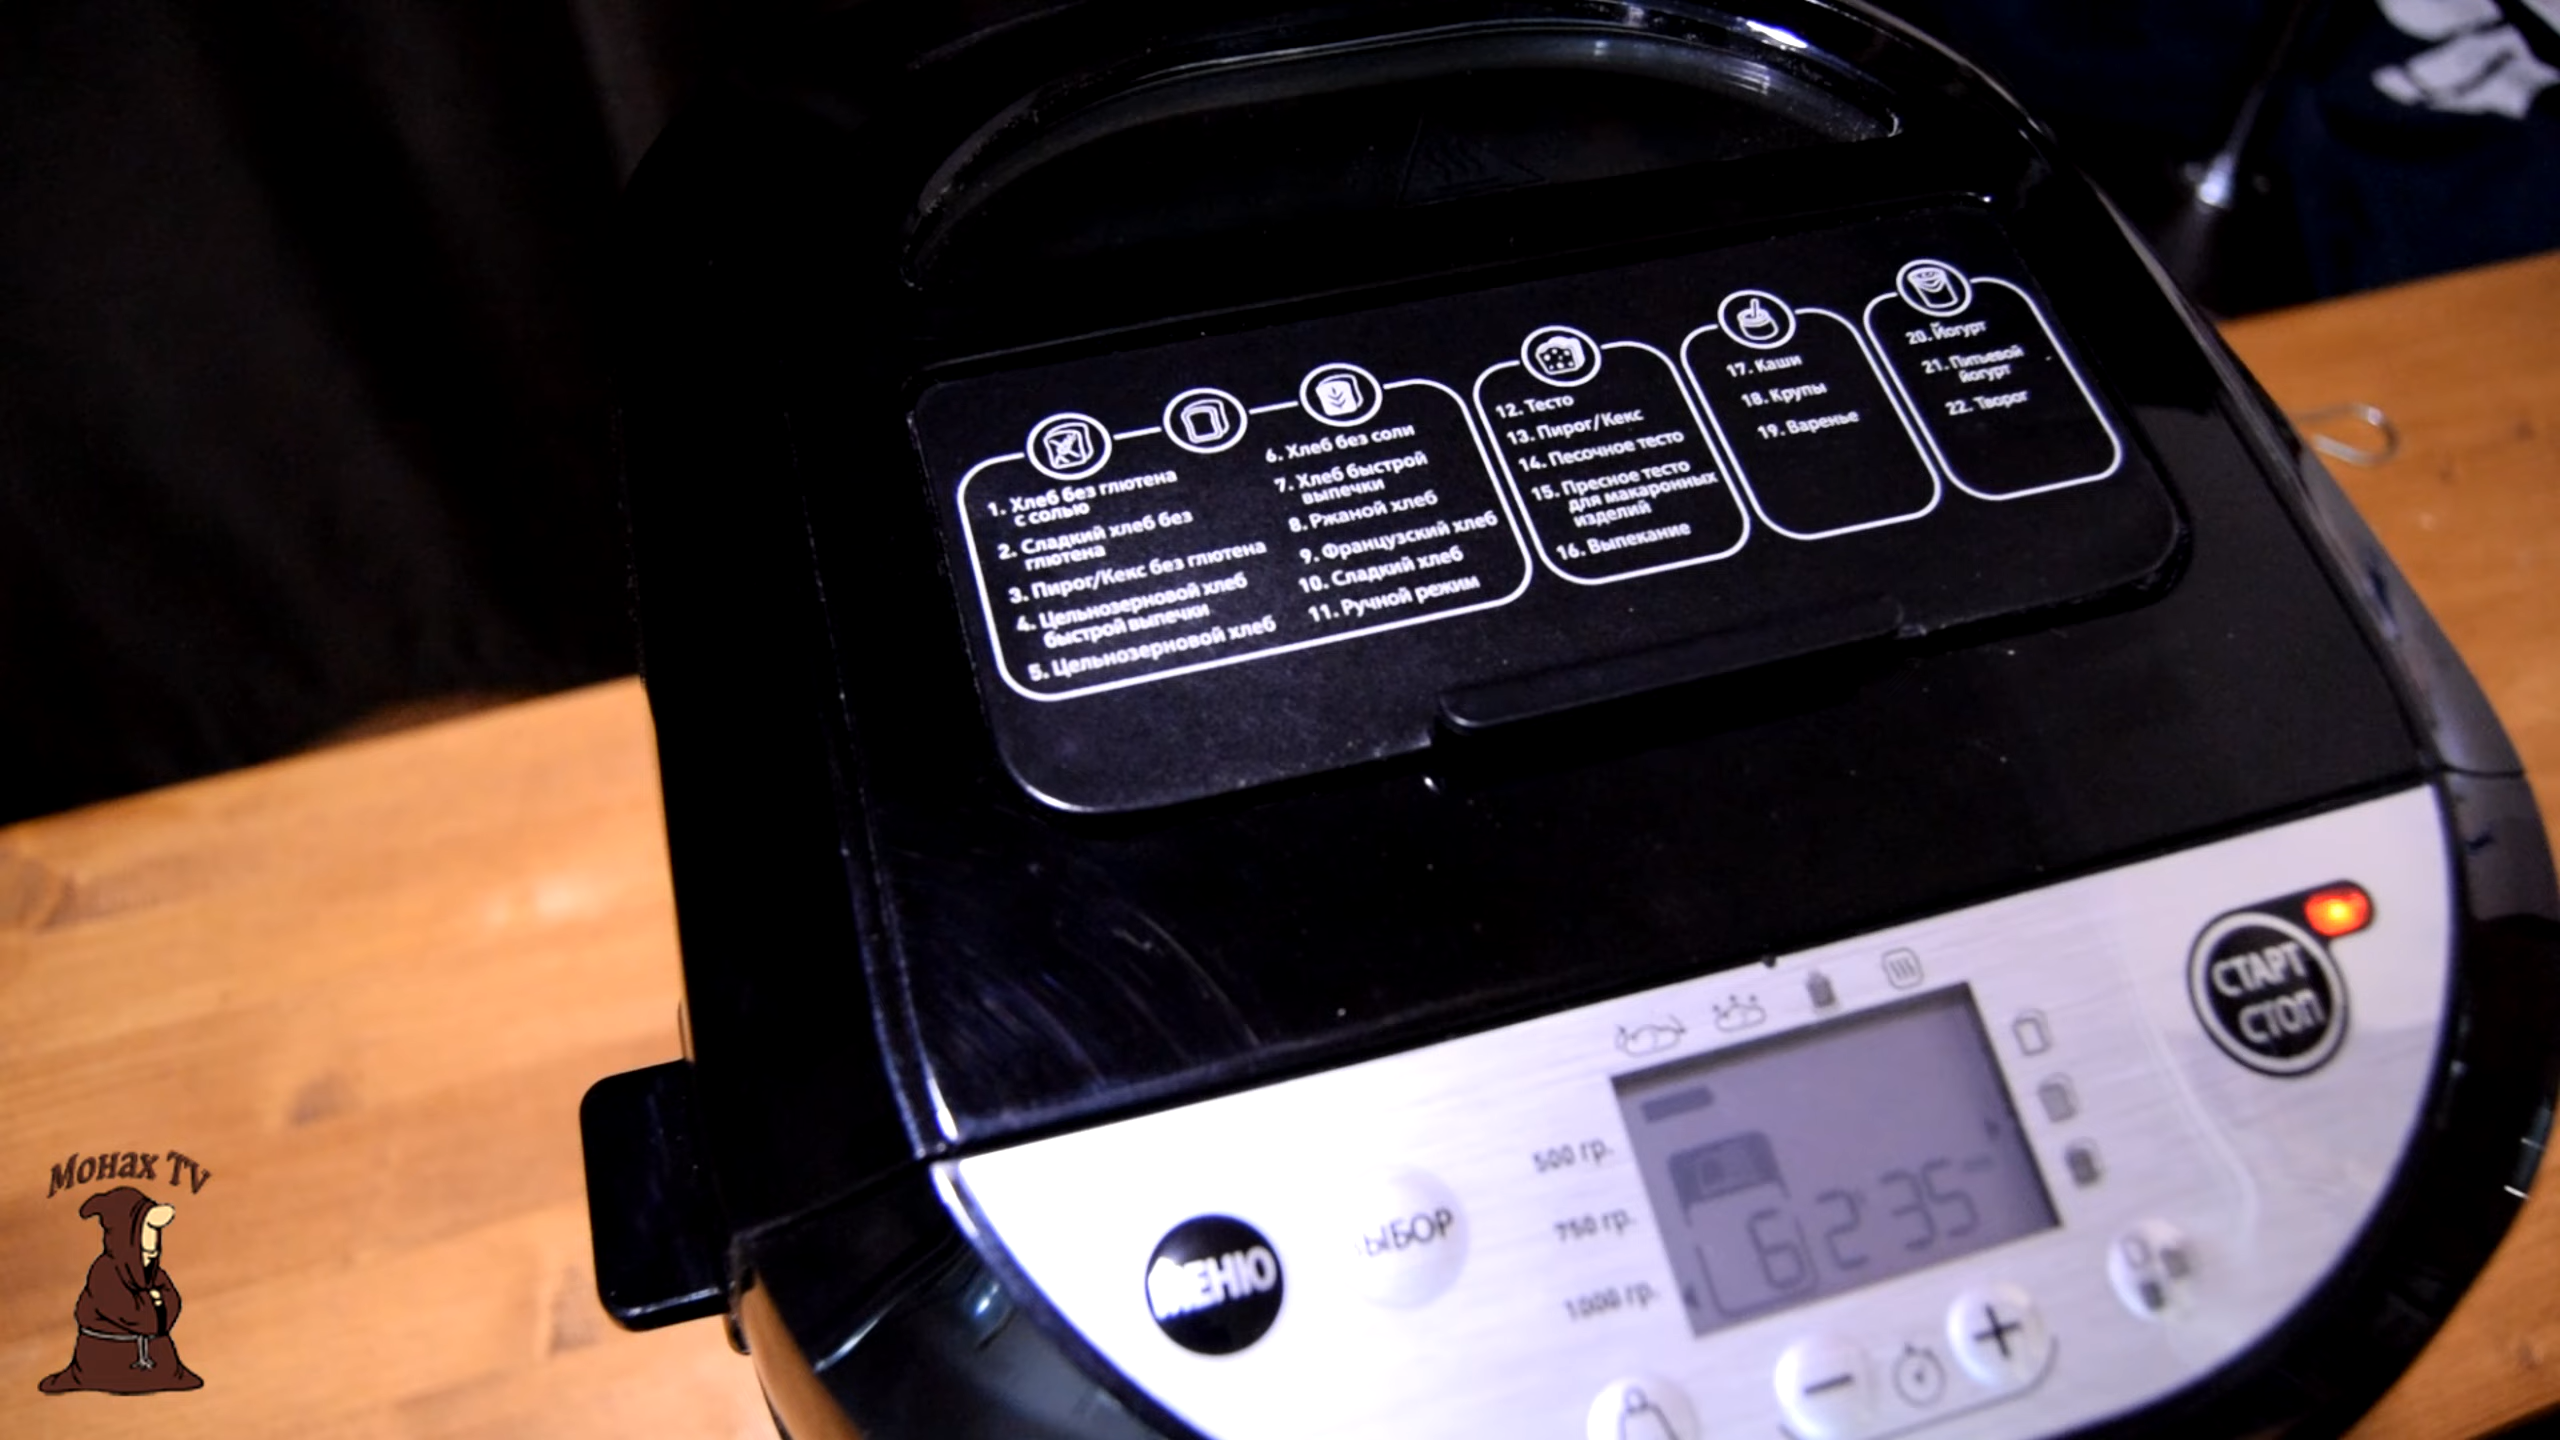 1. Хлеб без глютена
с солью
2. Сладкий хлеб без
глютена
3. Пирог/Кекс без глютена
4. Цельнозерновой хлеб
быстрой выпечки
5. Цельнозерновой хлеб
6. Хлеб без соли
7. Хлеб быстрой
выпечки
8. Ржаной хлеб
9. Французский хлеб
10. Сладкий хлеб
11. Ручной режим
12. Тесто
13. Пирог/Кекс
14. Песочное тесто
15. Пресное тесто
для макаронных
изделий
16. Выпекание
17. Каши
18. Крупы
19. Варенье
20. Йогурт
21. Питьевой
йогурт
22. Творог
СТАРТ
СТОП
500 гр.
750 гр.
1000 гр.
6 2:35
МЕНЮ
ВЫБОР
Монах TV